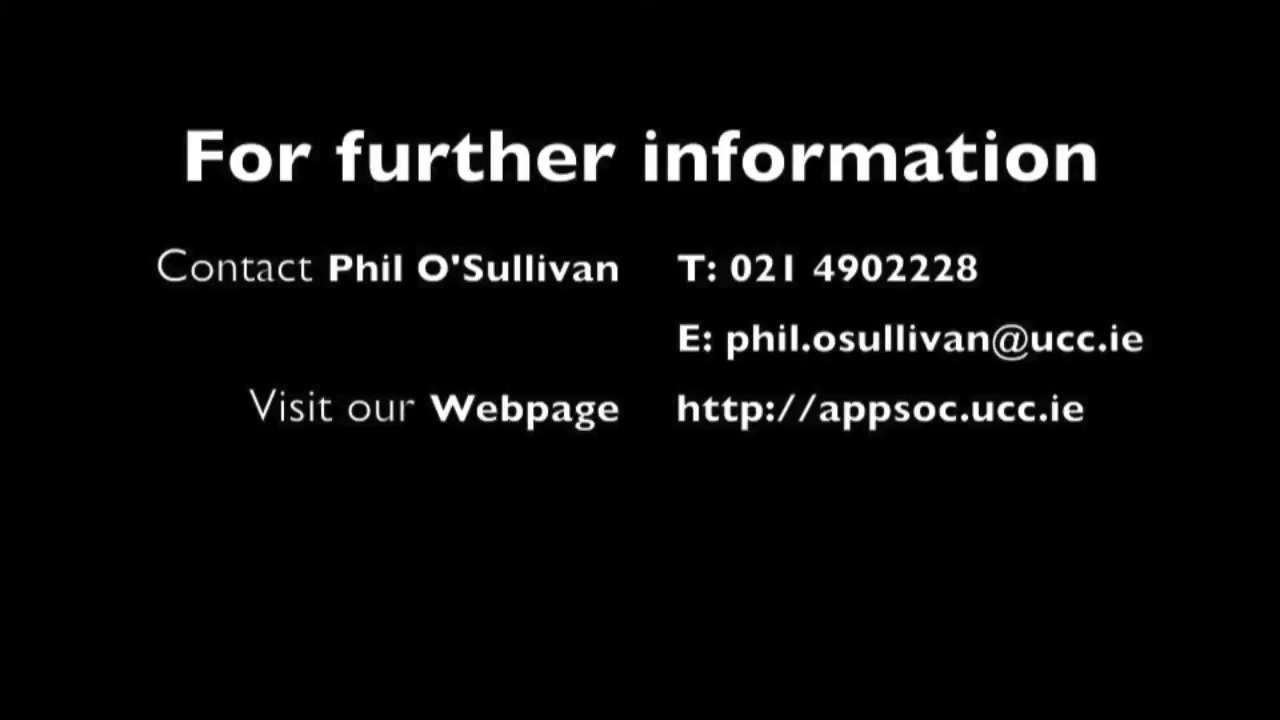 For further information
Contact Phil O'Sullivan T: 021 4902228
E: phil.osullivan@ucc.ie
Visit our Webpage http://appsoc.ucc.ie